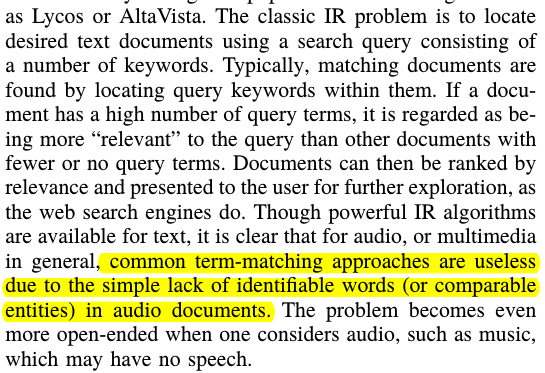 as Lycos or AltaVista. The classic IR problem is to locate
desired text documents using a search query consisting of
a number of keywords. Typically, matching documents are
found by locating query keywords within them. If a docu-
ment has a high number of query terms, it is regarded as be-
ing more “relevant” to the query than other documents with
fewer or no query terms. Documents can then be ranked by
relevance and presented to the user for further exploration, as
the web search engines do. Though powerful IR algorithms
are available for text, it is clear that for audio, or multimedia
in general, common term-matching approaches are useless
due to the simple lack of identifiable words (or comparable
entities) in audio documents. The problem becomes even
more open-ended when one considers audio, such as music,
which may have no speech.